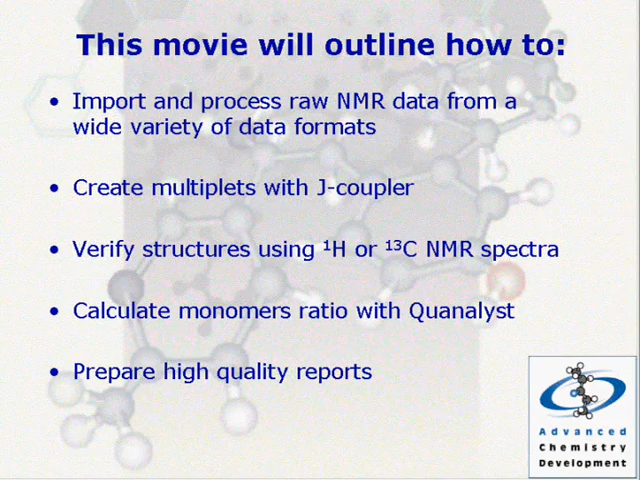 This movie will outline how to:
• Import and process raw NMR data from a
wide variety of data formats
• Create multiplets with J-coupler
• Verify structures using ¹H or ¹³C NMR spectra
• Calculate monomers ratio with Quanalyst
• Prepare high quality reports
Advanced
Chemistry
Development